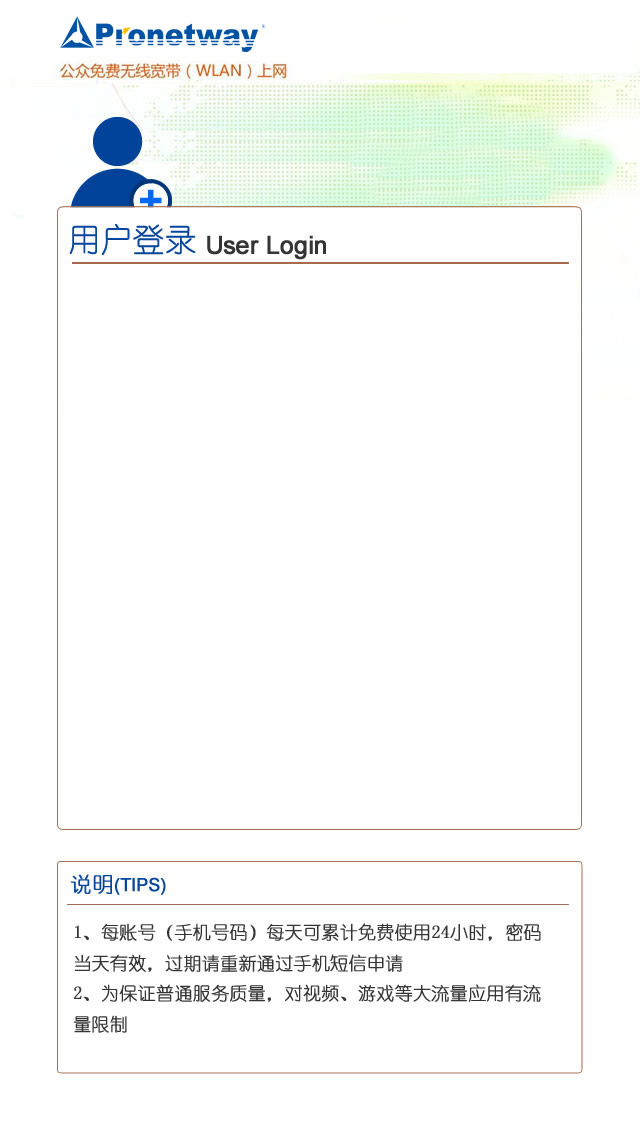 Pronetway
公众免费无线宽带（WLAN）上网
用户登录 User Login
说明(TIPS)
1、每账号（手机号码）每天可累计免费使用24小时，密码
当天有效，过期请重新通过手机短信申请
2、为保证普通服务质量，对视频、游戏等大流量应用有流
量限制